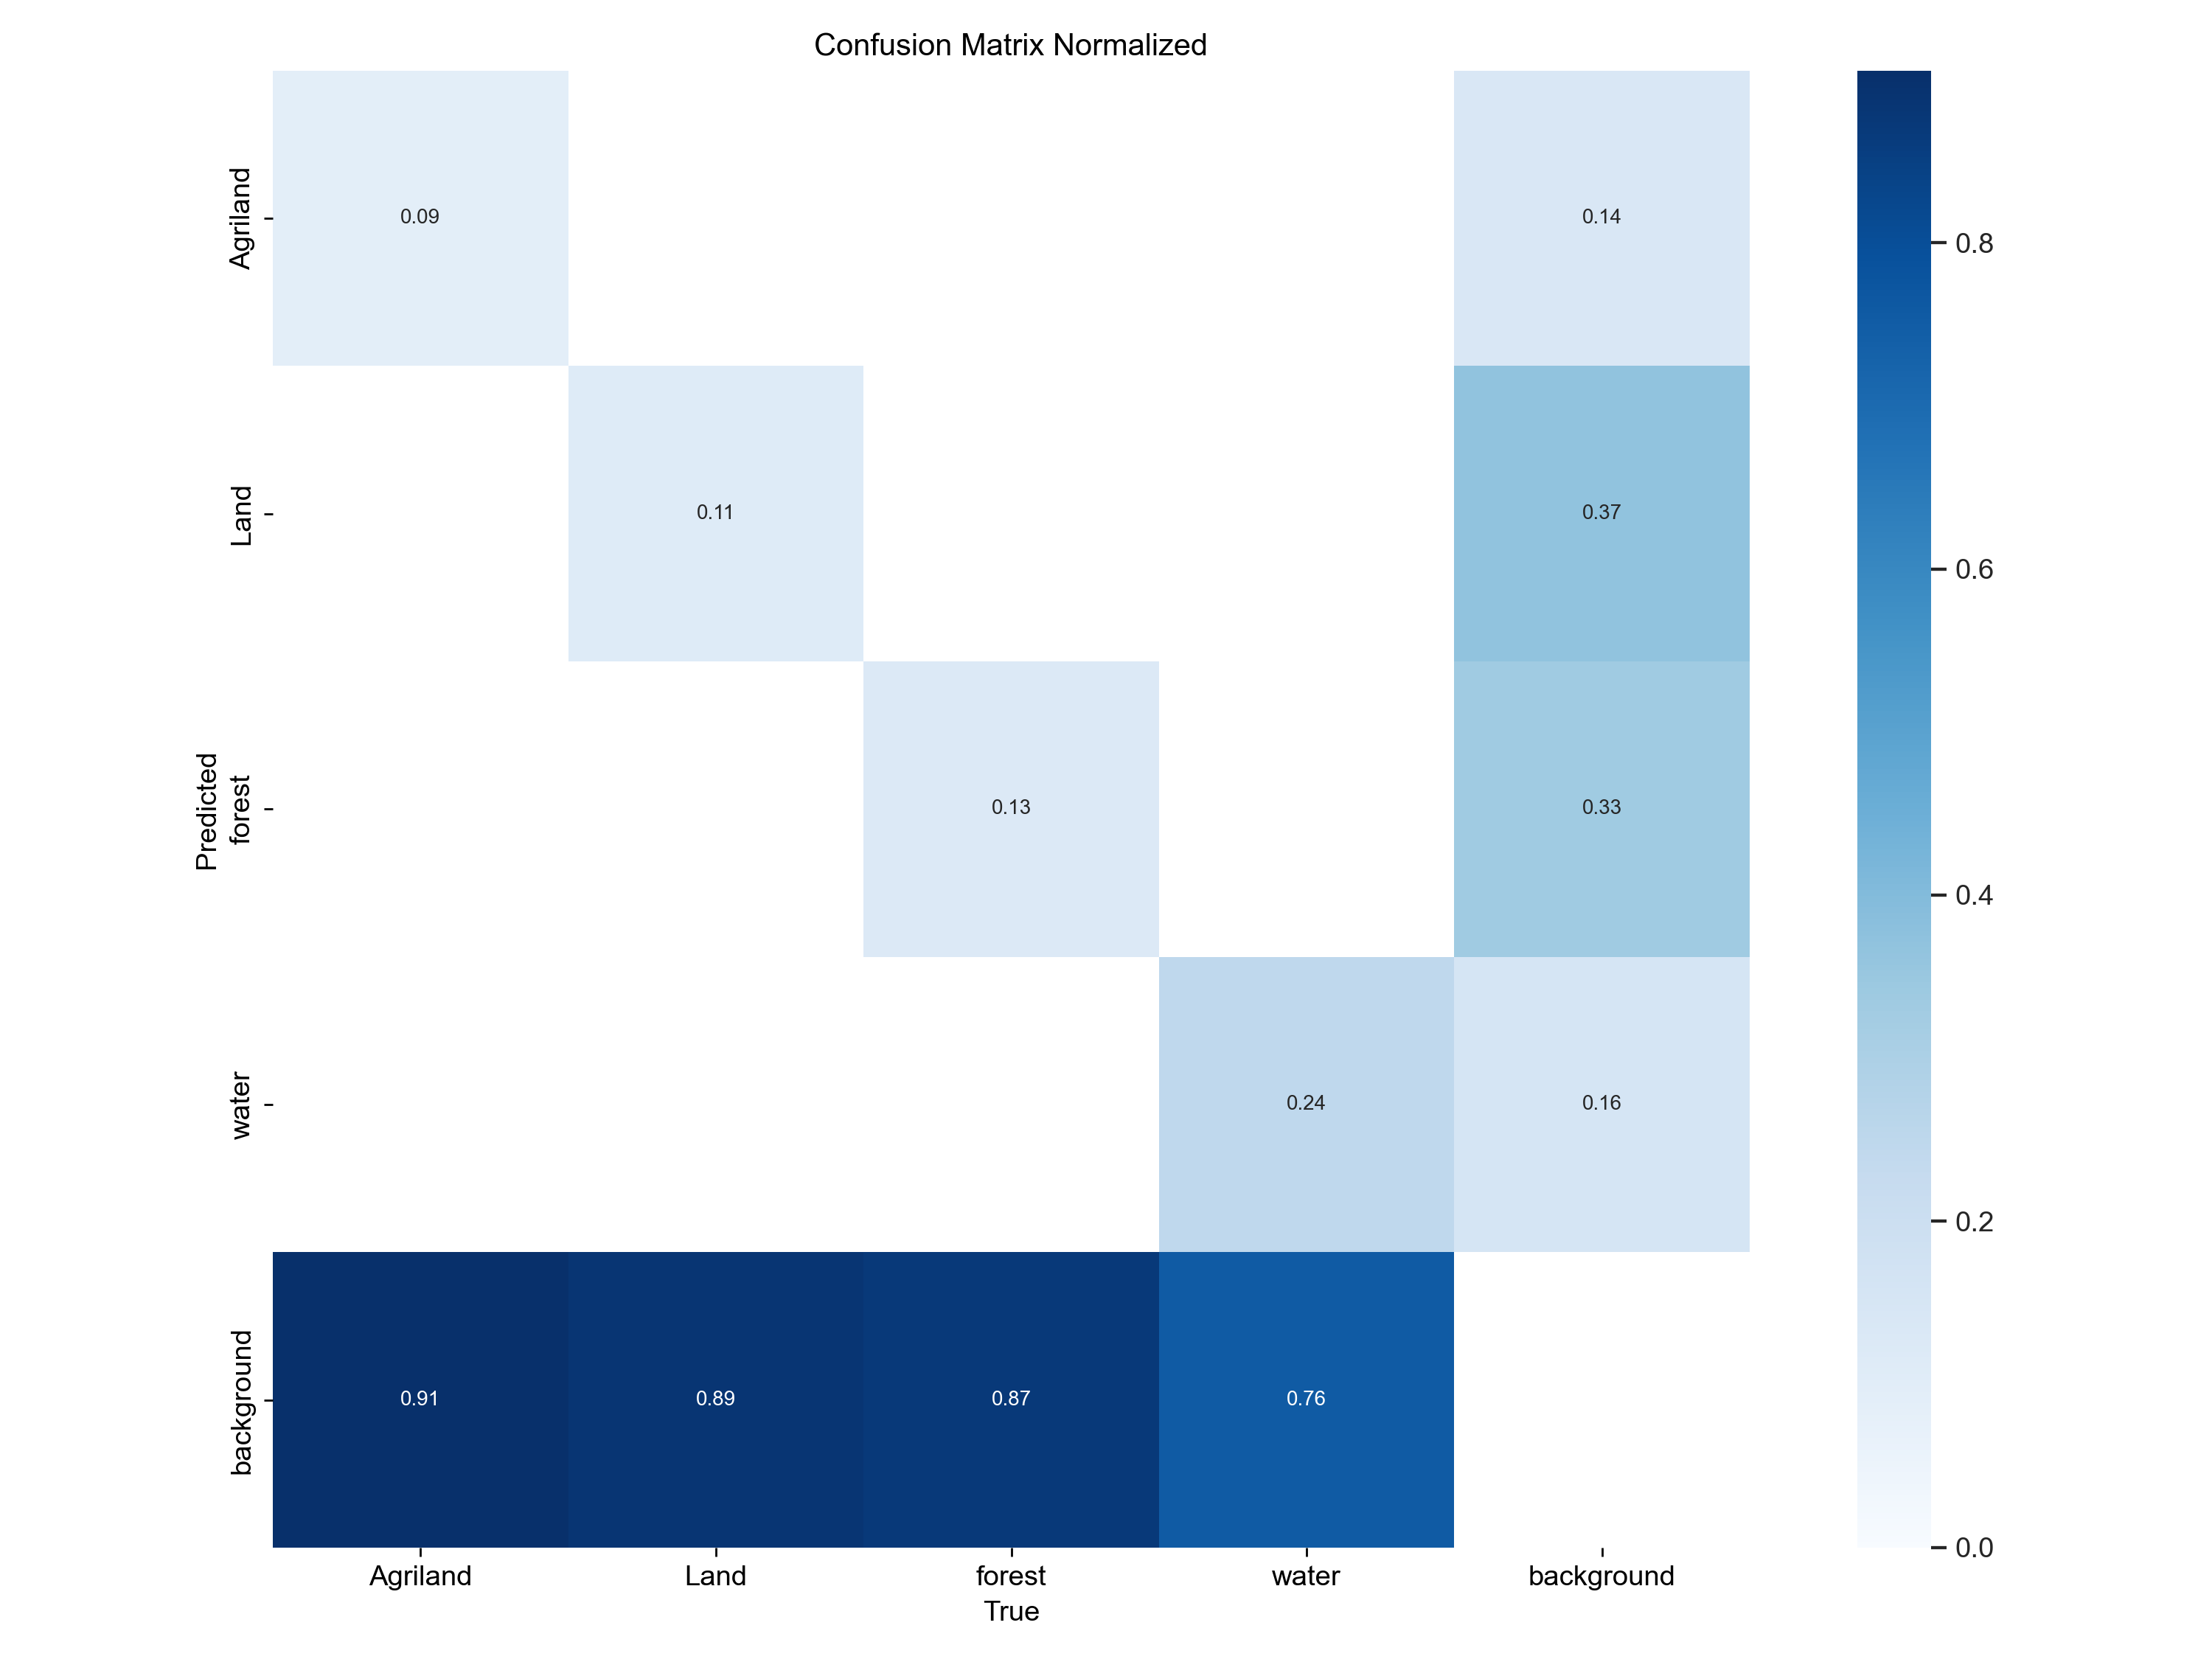 Confusion Matrix Normalized
Agriland
0.09
0.14
0.8
Land
0.11
0.37
0.6
Predicted
forest
0.13
0.33
0.4
water
0.24
0.16
0.2
background
0.91
0.89
0.87
0.76
0.0
Agriland
Land
forest
water
background
True